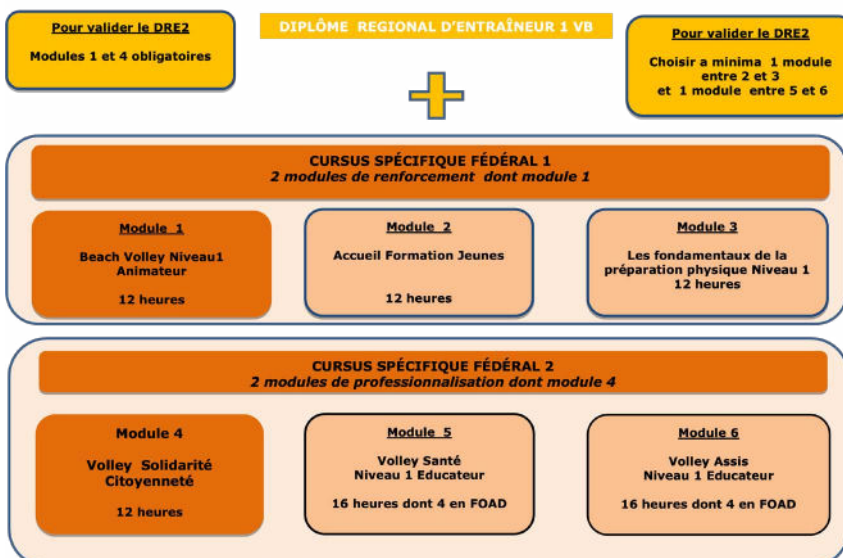 Pour valider le DRE2
Modules 1 et 4 obligatoires
DIPLÔME REGIONAL D'ENTRAÎNEUR 1 VB
Pour valider le DRE2
Choisir a minima 1 module
entre 2 et 3
et 1 module entre 5 et 6
CURSUS SPÉCIFIQUE FÉDÉRAL 1
2 modules de renforcement dont module 1
Module 1
Beach Volley Niveau1
Animateur
12 heures
Module 2
Accueil Formation Jeunes
12 heures
Module 3
Les fondamentaux de la
préparation physique Niveau 1
12 heures
CURSUS SPÉCIFIQUE FÉDÉRAL 2
2 modules de professionnalisation dont module 4
Module 4
Volley Solidarité
Citoyenneté
12 heures
Module 5
Volley Santé
Niveau 1 Educateur
16 heures dont 4 en FOAD
Module 6
Volley Assis
Niveau 1 Educateur
16 heures dont 4 en FOAD